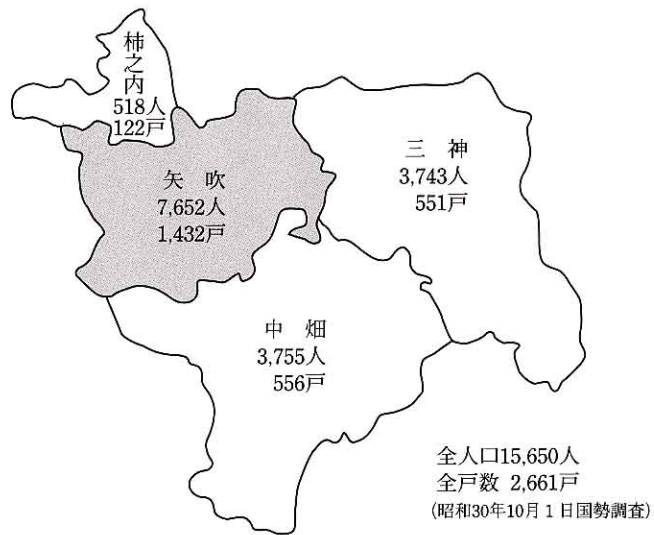 柿之内
518人
122戸
矢吹
7,652人
1,432戸
三神
3,743人
551戸
中畑
3,755人
556戸
全人口15,650人
全戸数 2,661戸
(昭和30年10月1日国勢調査)